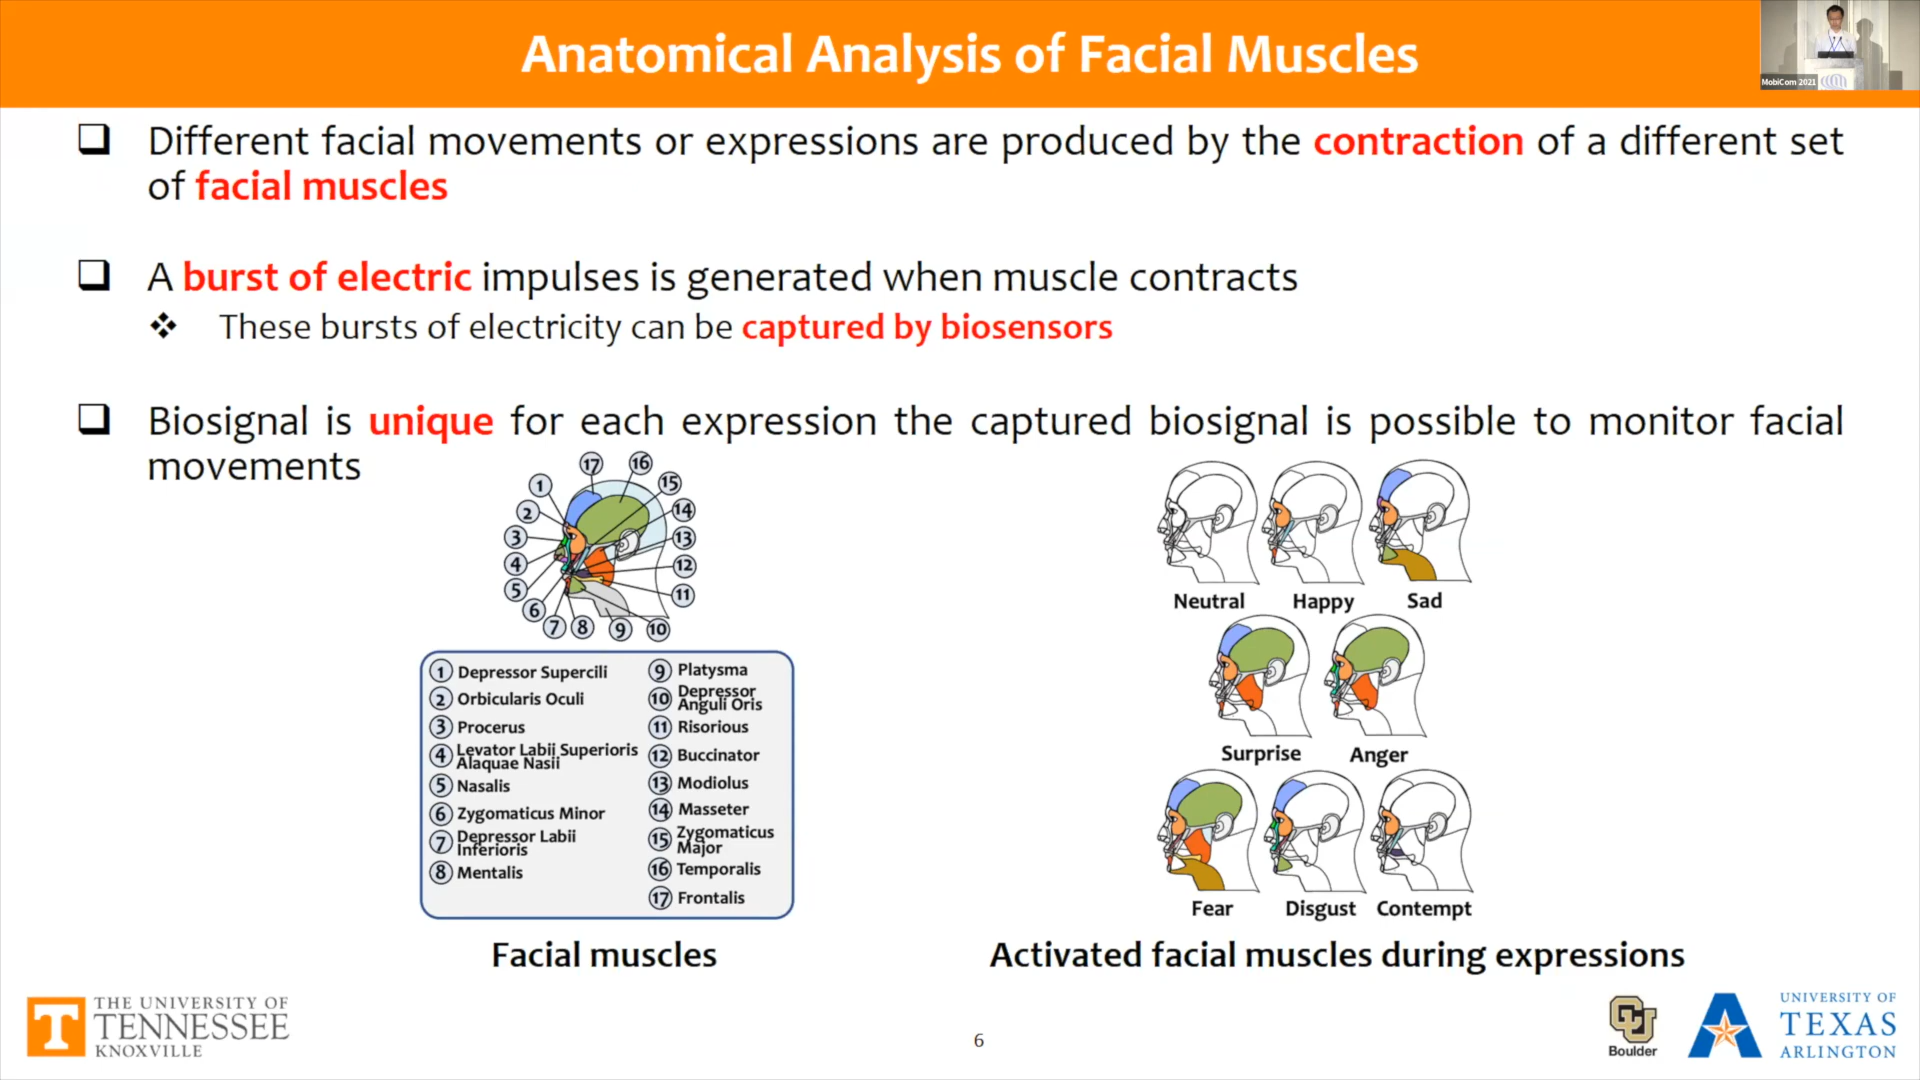 Anatomical Analysis of Facial Muscles
MobiCom 2021
Different facial movements or expressions are produced by the contraction of a different set
of facial muscles
A burst of electric impulses is generated when muscle contracts
These bursts of electricity can be captured by biosensors
Biosignal is unique for each expression the captured biosignal is possible to monitor facial
movements
17 16
1 15
2 14
3 13
4 12
5 11
6
7 8 9 10
1 Depressor Supercili
2 Orbicularis Oculi
3 Procerus
4 Levator Labii Superioris
Alaquae Nasii
5 Nasalis
6 Zygomaticus Minor
7 Depressor Labii
Inferioris
8 Mentalis
9 Platysma
10 Depressor
Anguli Oris
11 Risorious
12 Buccinator
13 Modiolus
14 Masseter
15 Zygomaticus
Major
16 Temporalis
17 Frontalis
Facial muscles
Neutral Happy Sad
Surprise Anger
Fear Disgust Contempt
Activated facial muscles during expressions
T
THE UNIVERSITY OF
TENNESSEE
KNOXVILLE
6
CU
Boulder
A
UNIVERSITY OF
TEXAS
ARLINGTON